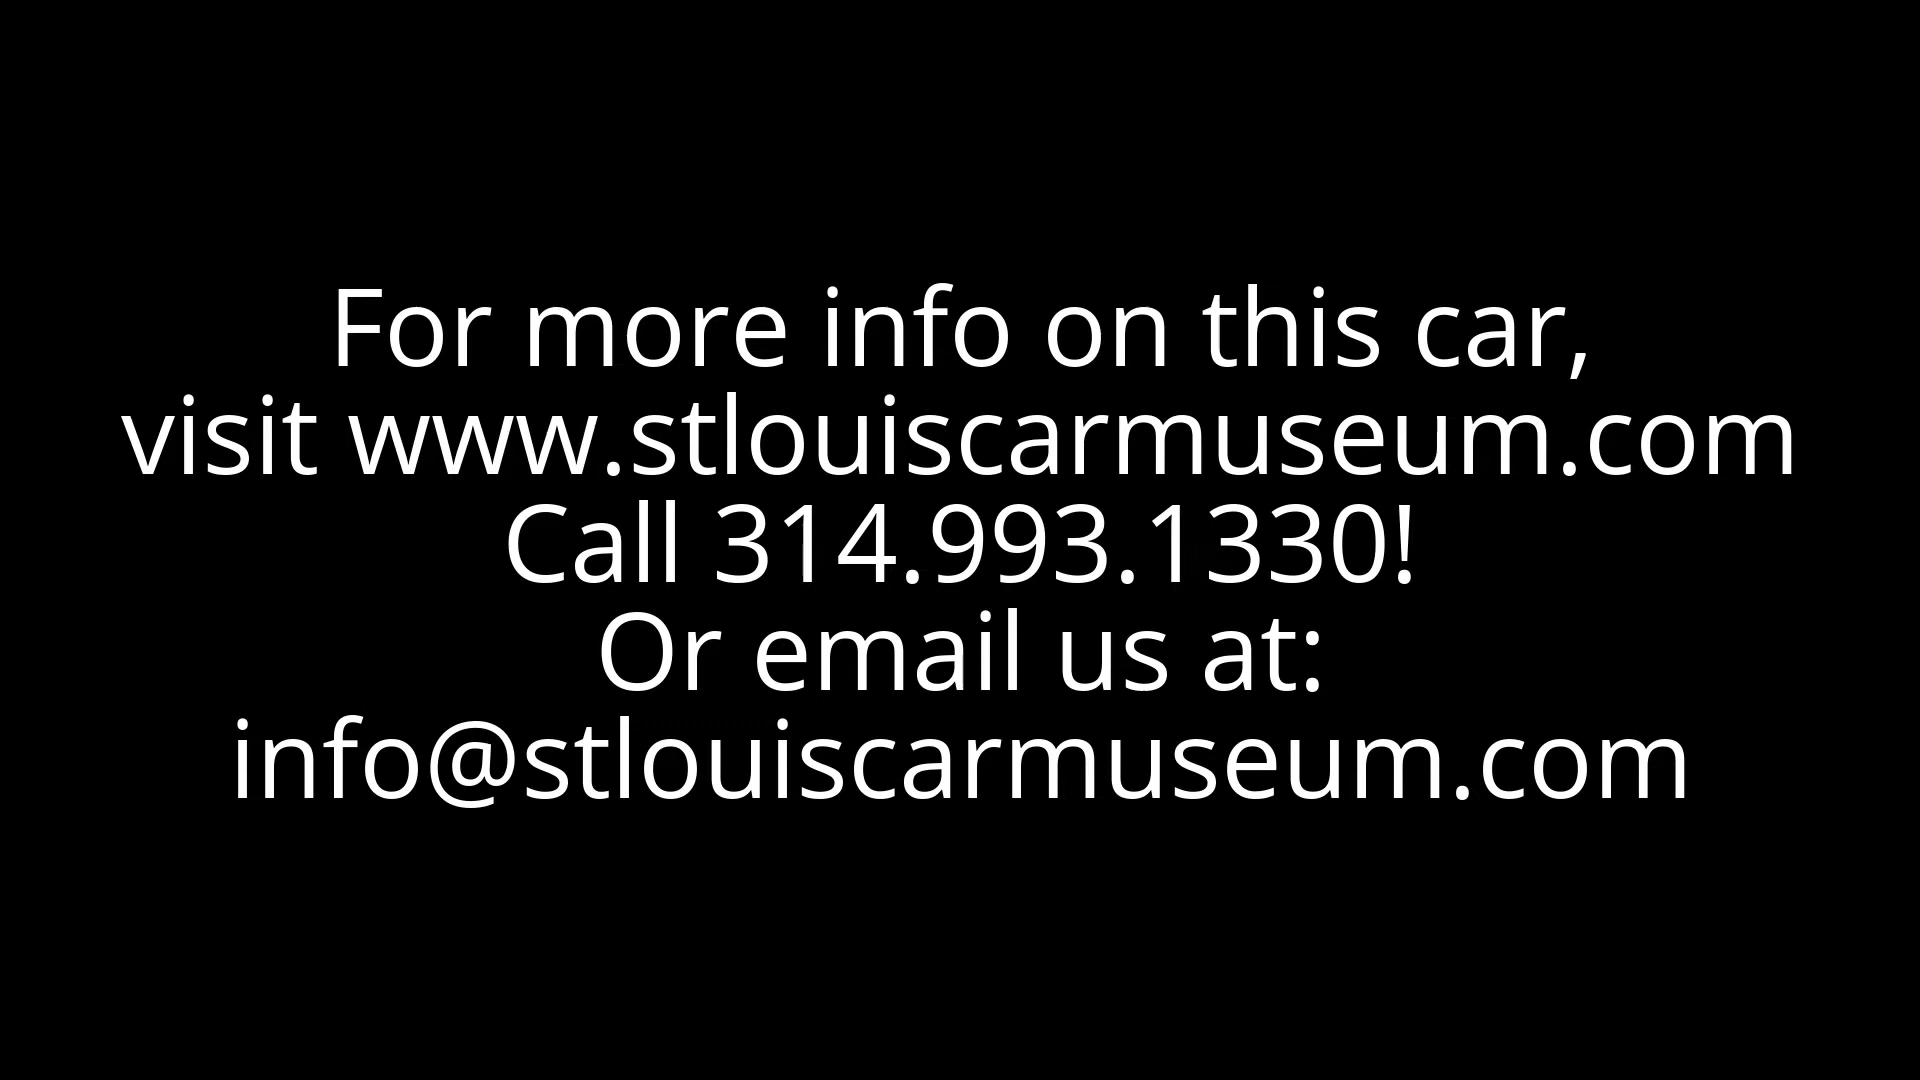 For more info on this car,
visit www.stlouiscarmuseum.com
Call 314.993.1330!
Or email us at:
info@stlouiscarmuseum.com